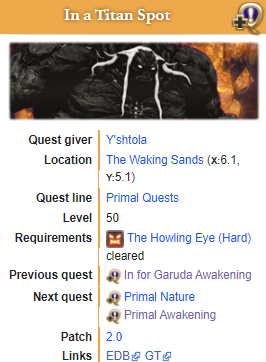 In a Titan Spot
Quest giver Y'shtola
Location The Waking Sands (x:6.1,
y:5.1)
Quest line Primal Quests
Level 50
Requirements The Howling Eye (Hard)
cleared
Previous quest In for Garuda Awakening
Next quest Primal Nature
Primal Awakening
Patch 2.0
Links EDB GT